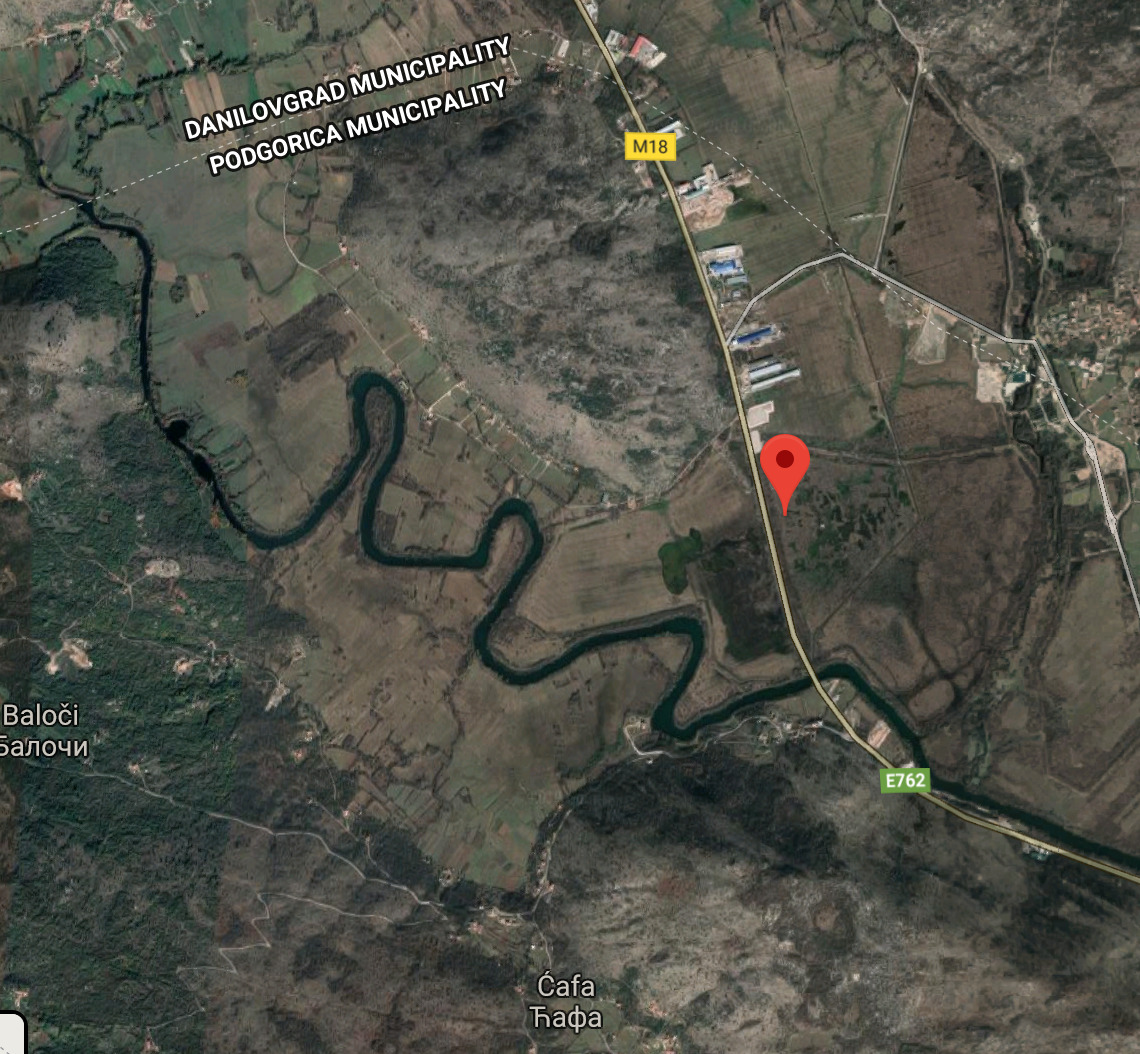 DANILOVGRAD MUNICIPALITY
PODGORICA MUNICIPALITY
M18
Baloči
Балочи
E762
Ćafa
Ћафа